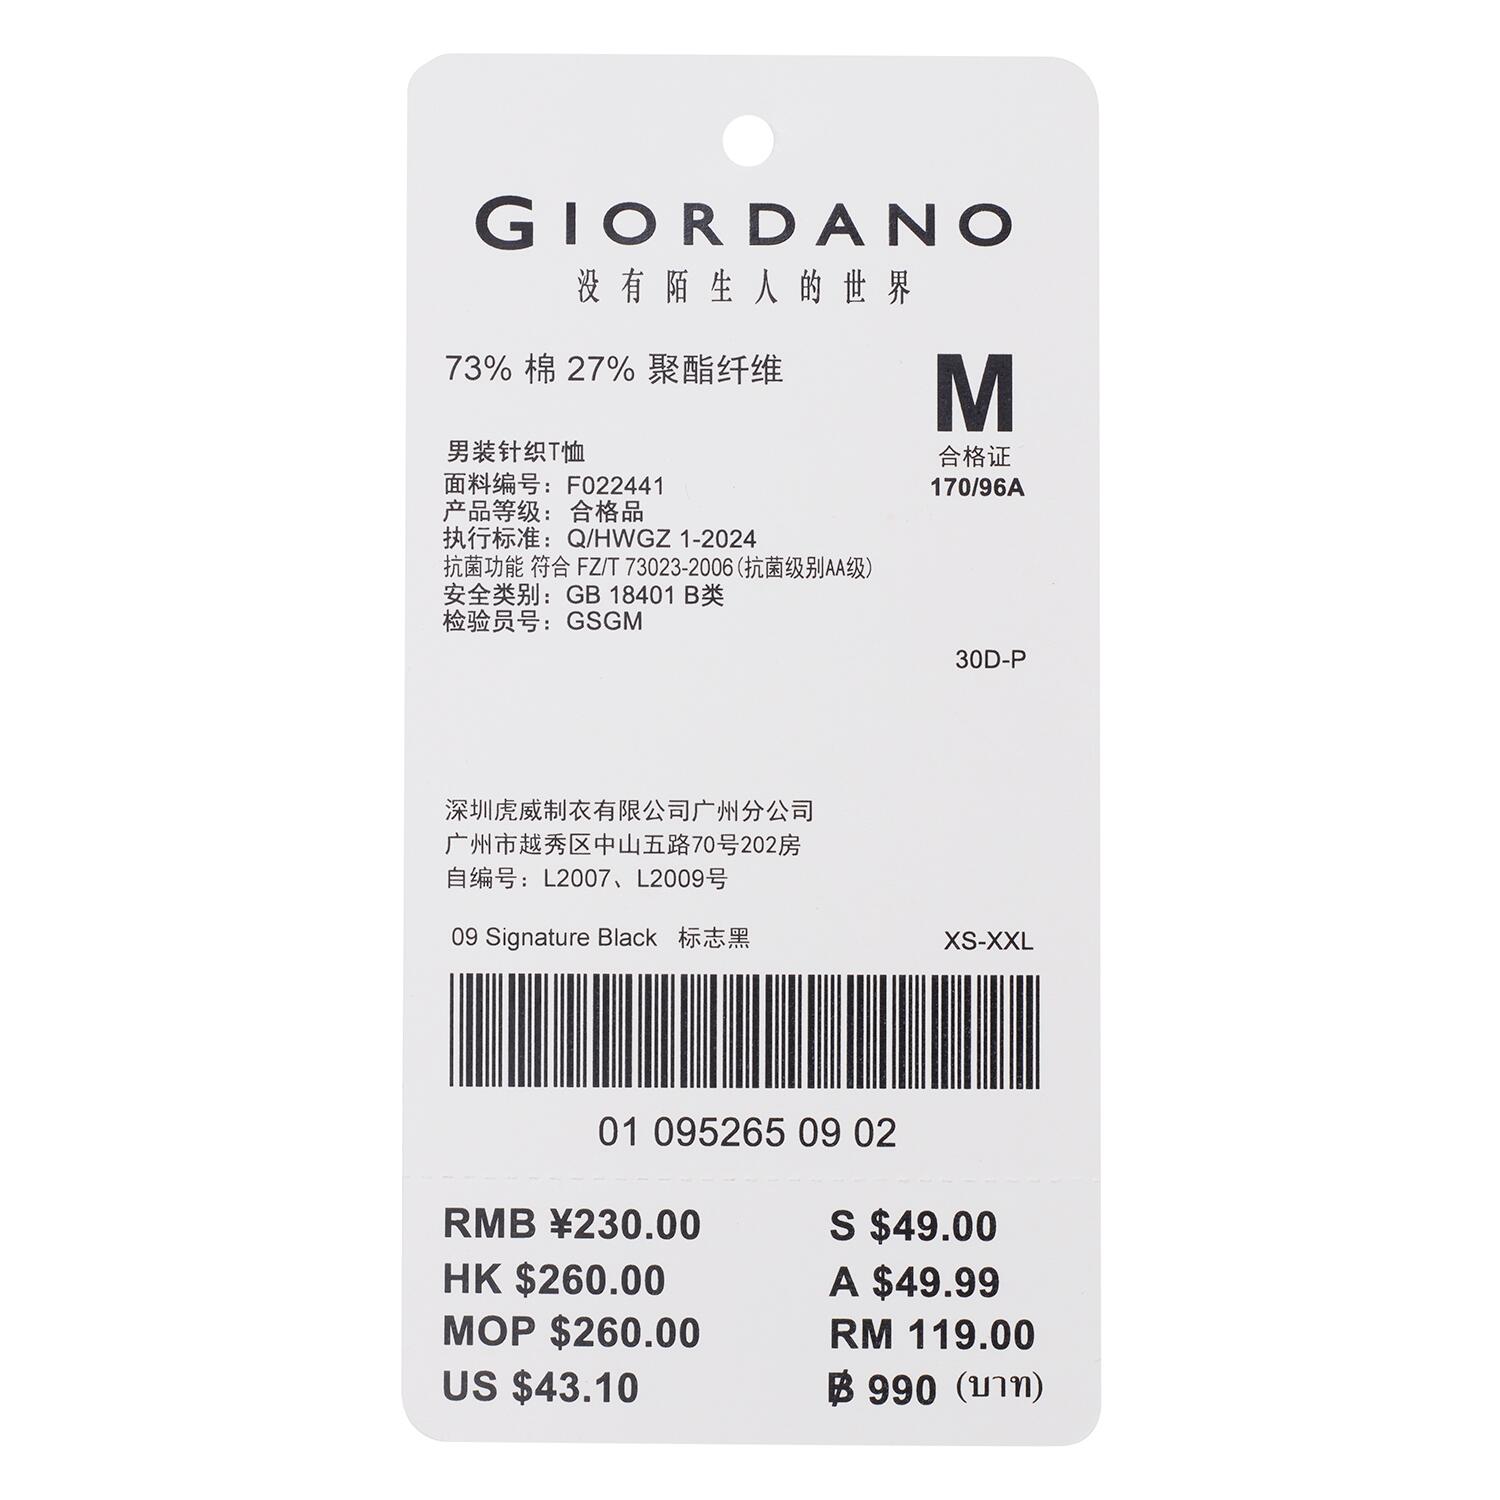 GIORDANO
没有陌生人的世界
73% 棉 27% 聚酯纤维
M
合格证
170/96A
男装针织T恤
面料编号：F022441
产品等级：合格品
执行标准：Q/HWGZ 1-2024
抗菌功能 符合 FZ/T 73023-2006(抗菌级别AA级)
安全类别：GB 18401 B类
检验员号：GSGM
30D-P
深圳虎威制衣有限公司广州分公司
广州市越秀区中山五路70号202房
自编号：L2007、L2009号
09 Signature Black 标志黑
XS-XXL
01 095265 09 02
RMB ¥230.00 S $49.00
HK $260.00 A $49.99
MOP $260.00 RM 119.00
US $43.10 ฿ 990 (บาท)